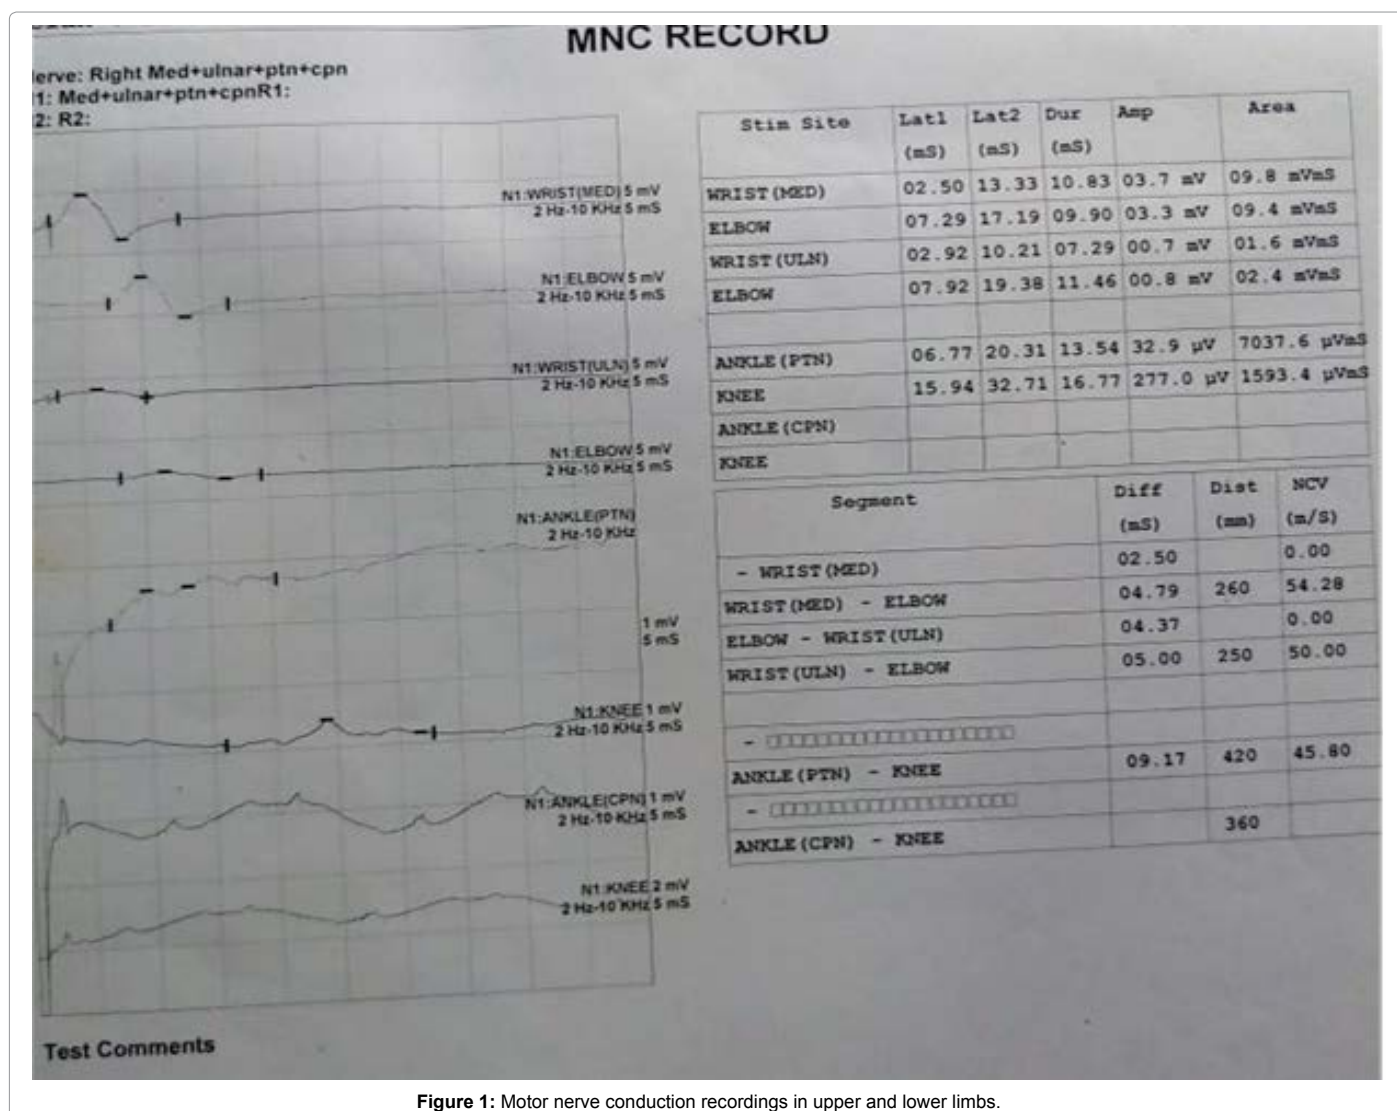 MNC RECORD
erve: Right Med+ulnar+ptn+cpn
1: Med+ulnar+ptn+cpnR1:
2: R2:
N1:WRIST(MED) 5 mV
2 Hz-10 KHz 5 mS
N1:ELBOW 5 mV
2 Hz-10 KHz 5 mS
N1:WRIST(ULN) 5 mV
2 Hz-10 KHz 5 mS
N1:ELBOW 5 mV
2 Hz-10 KHz 5 mS
N1:ANKLE(PTN)
2 Hz-10 KHz
1 mV
5 mS
N1:KNEE 1 mV
2 Hz-10 KHz 5 mS
N1:ANKLE(CPN) 1 mV
2 Hz-10 KHz 5 mS
N1:KNEE 2 mV
2 Hz-10 KHz 5 mS
Stim Site Lat1 Lat2 Dur Amp Area
(mS) (mS) (mS)
WRIST(MED) 02.50 13.33 10.83 03.7 mV 09.8 mVmS
ELBOW 07.29 17.19 09.90 03.3 mV 09.4 mVmS
WRIST(ULN) 02.92 10.21 07.29 00.7 mV 01.6 mVmS
ELBOW 07.92 19.38 11.46 00.8 mV 02.4 mVmS
ANKLE(PTN) 06.77 20.31 13.54 32.9 µV 7037.6 µVmS
KNEE 15.94 32.71 16.77 277.0 µV 1593.4 µVmS
ANKLE(CPN)
KNEE
Segment Diff Dist NCV
(mS) (mm) (m/S)
- WRIST(MED) 02.50 0.00
WRIST(MED) - ELBOW 04.79 260 54.28
ELBOW - WRIST(ULN) 04.37 0.00
WRIST(ULN) - ELBOW 05.00 250 50.00
- □□□□□□□□□□□□□□□□□□□
ANKLE(PTN) - KNEE 09.17 420 45.80
- □□□□□□□□□□□□□□□□□□□
ANKLE(CPN) - KNEE 360
Test Comments
Figure 1: Motor nerve conduction recordings in upper and lower limbs.